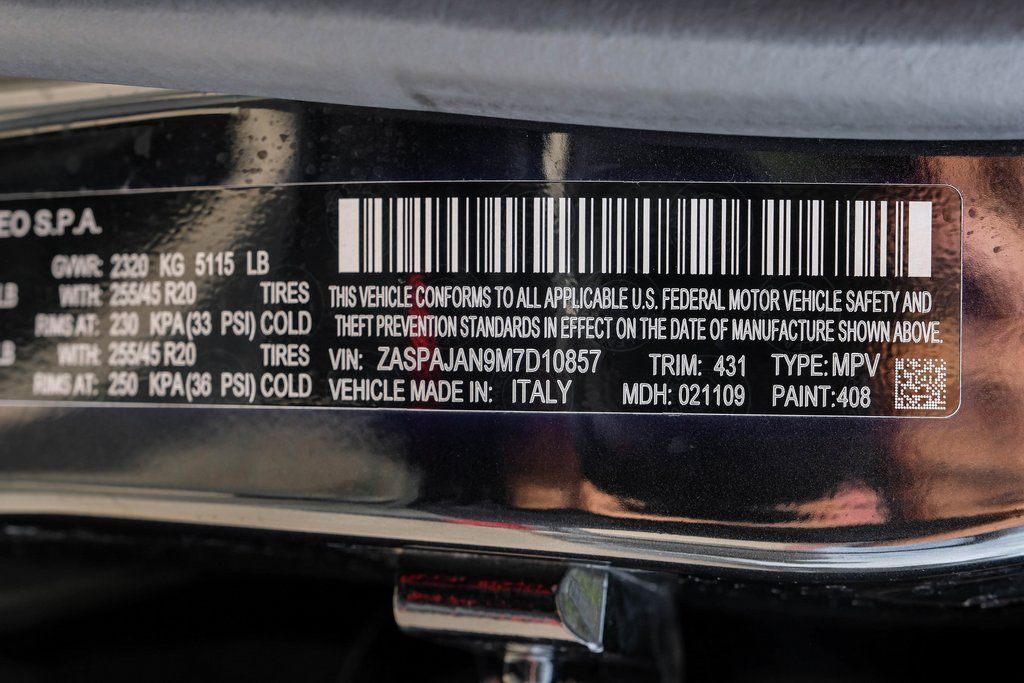 EO S.P.A.
GVWR: 2320 KG 5115 LB
LB WITH: 255/45 R20 TIRES
RIMS AT: 230 KPA(33 PSI) COLD
LB WITH: 255/45 R20 TIRES
RIMS AT: 250 KPA(36 PSI) COLD
THIS VEHICLE CONFORMS TO ALL APPLICABLE U.S. FEDERAL MOTOR VEHICLE SAFETY AND
THEFT PREVENTION STANDARDS IN EFFECT ON THE DATE OF MANUFACTURE SHOWN ABOVE.
VIN: ZASPAJAN9M7D10857 TRIM: 431 TYPE: MPV
VEHICLE MADE IN: ITALY MDH: 021109 PAINT:408